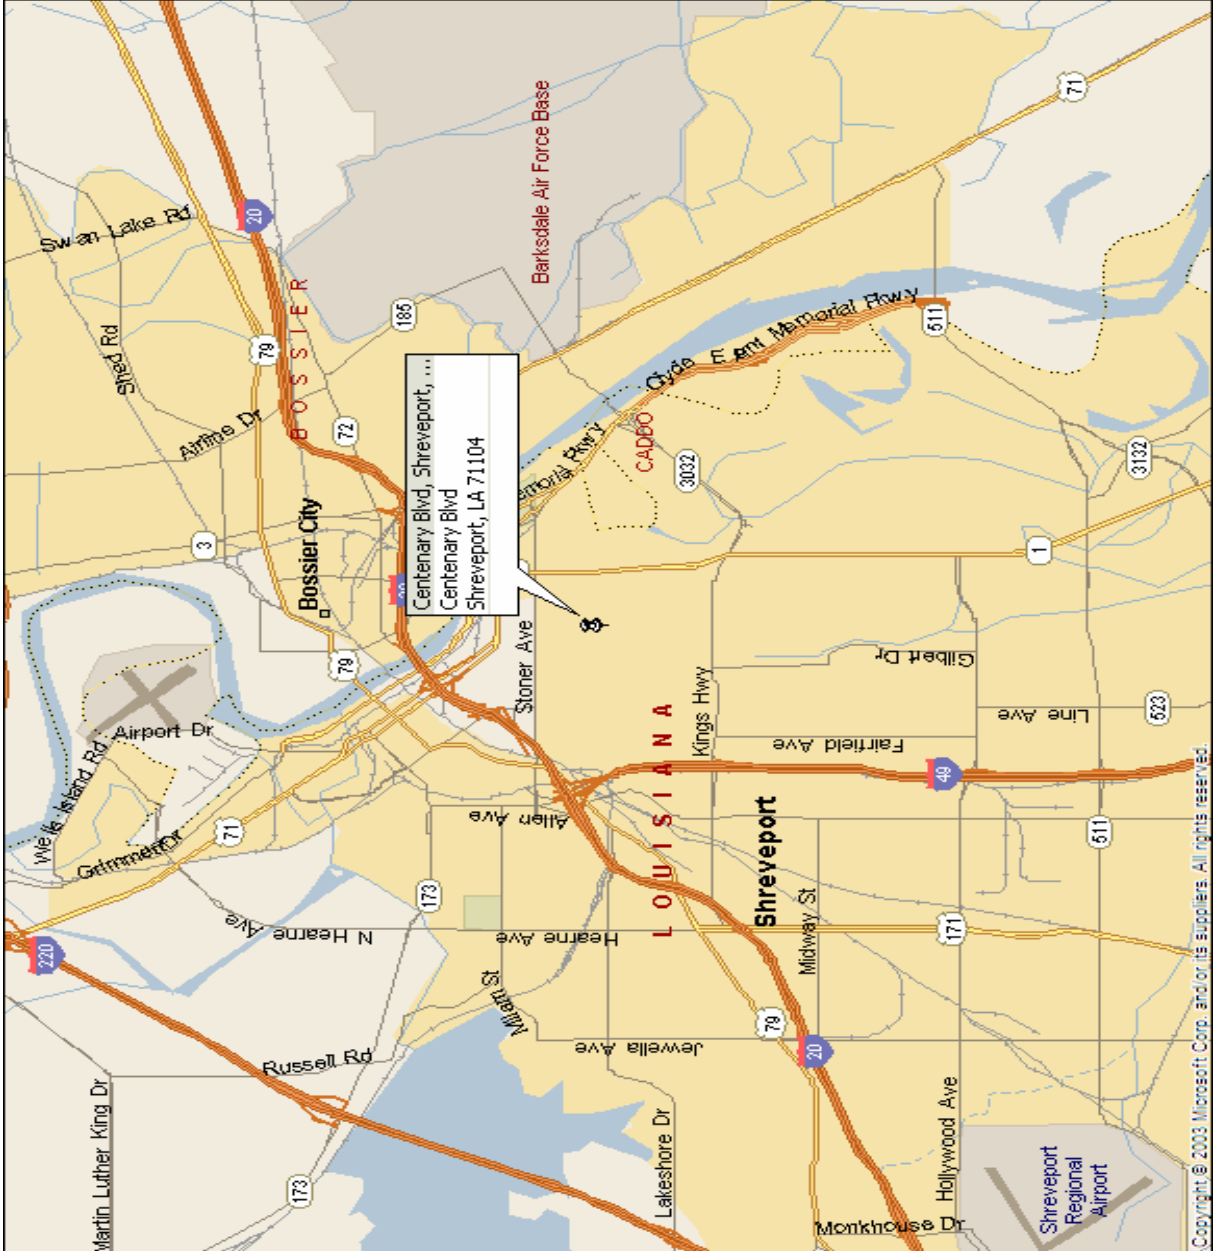 Swan Lake Rd
20
71
Barksdale Air Force Base
Shed Rd
79
BOSSIER
185
Airline Dr
72
Clyde E ant Memorial Pkwy
511
3
Bossier City
Centenary Blvd, Shreveport, ...
Centenary Blvd
Shreveport, LA 71104
emorial Pkwy
CADDO
3032
3132
1
20
79
Stoner Ave
Gilbert Dr
Wells Island Rd
Airport Dr
Kings Hwy
Fairfield Ave
Line Ave
523
LOUISIANA
49
Grimmet Dr
71
Allen Ave
Shreveport
511
173
220
N Hearne Ave
Hearne Ave
Midway St
171
Milam St
79
Russell Rd
Jewella Ave
20
Martin Luther King Dr
173
Lakeshore Dr
Hollywood Ave
Monkhouse Dr
Shreveport
Regional
Airport
Copyright © 2003 Microsoft Corp. and/or its suppliers. All rights reserved.